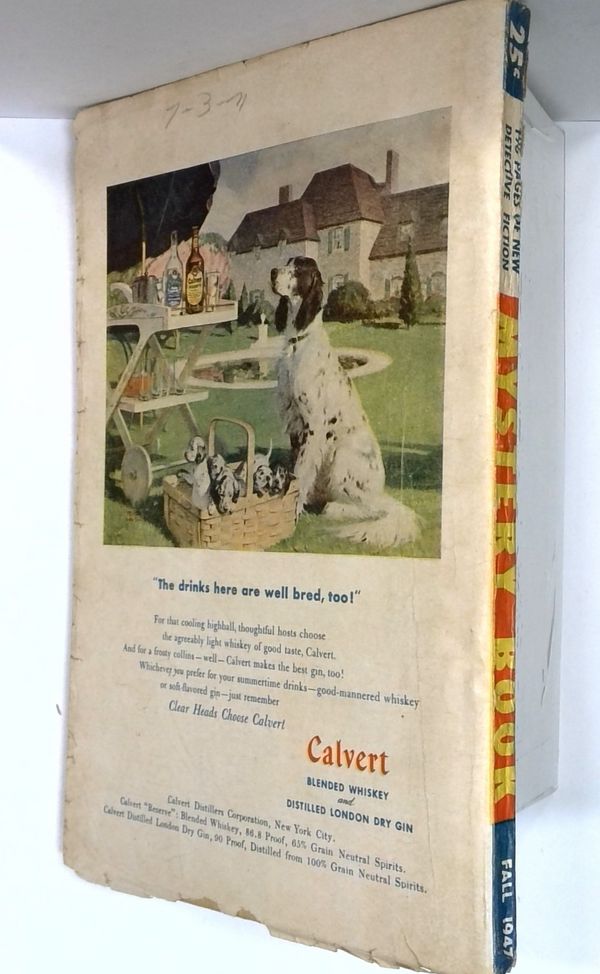 7-3-71
"The drinks here are well bred, too!"
For that cooling highball, thoughtful hosts choose
the agreeably light whiskey of good taste, Calvert.
And for a frosty collins—well—Calvert makes the best gin, too!
Whichever you prefer for your summertime drinks—good-mannered whiskey
or soft-flavored gin—just remember
Clear Heads Choose Calvert
Calvert
BLENDED WHISKEY
and
DISTILLED LONDON DRY GIN
Calvert Distillers Corporation, New York City.
Calvert "Reserve": Blended Whiskey, 86.8 Proof, 65% Grain Neutral Spirits.
Calvert Distilled London Dry Gin, 90 Proof, Distilled from 100% Grain Neutral Spirits.
25¢
PAGES OF NEW
DETECTIVE FICTION
MYSTERY BOOK
FALL 1947